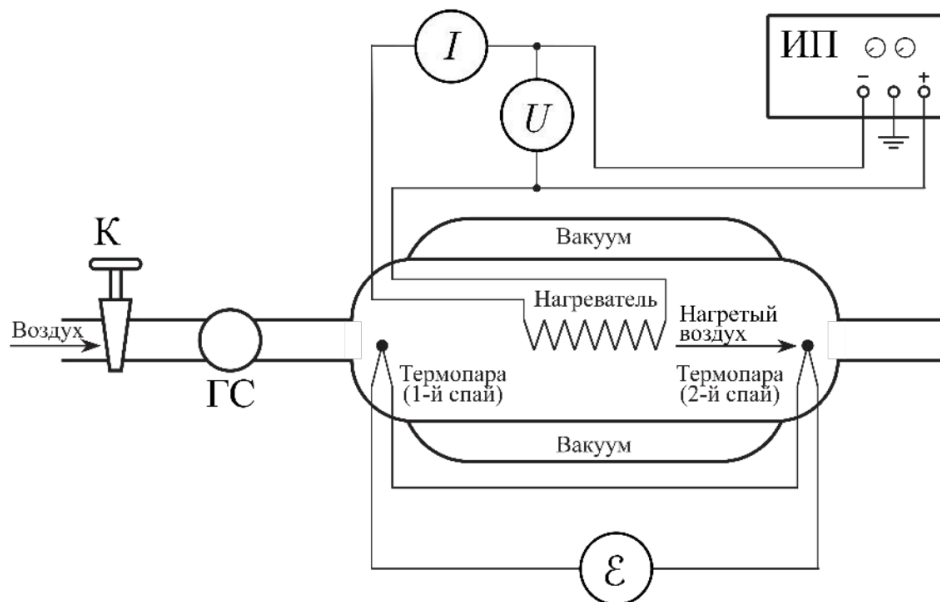 I
ИП
U
− +
К
Вакуум
Нагреватель
Воздух
Нагретый
воздух
ГС
Термопара
(1-й спай)
Термопара
(2-й спай)
Вакуум
ℰ